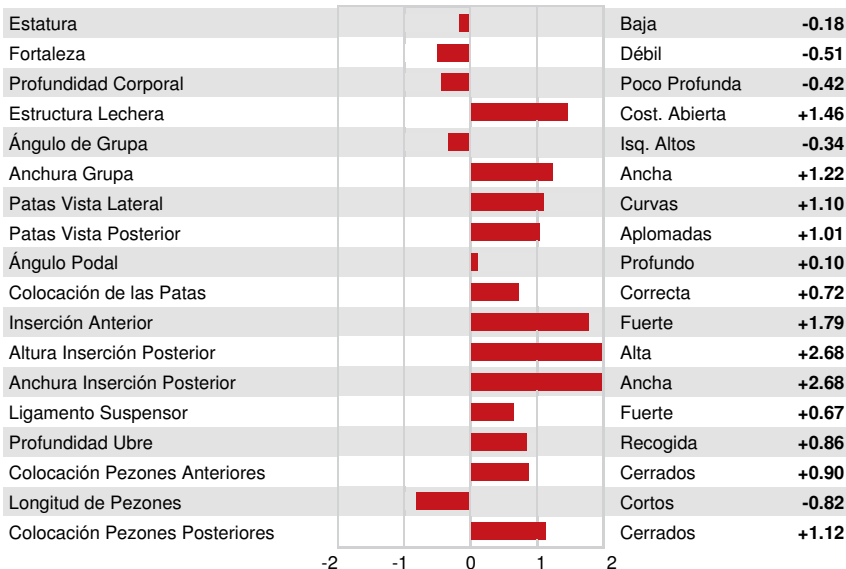 Estatura Baja -0.18
Fortaleza Débil -0.51
Profundidad Corporal Poco Profunda -0.42
Estructura Lechera Cost. Abierta +1.46
Ángulo de Grupa Isq. Altos -0.34
Anchura Grupa Ancha +1.22
Patas Vista Lateral Curvas +1.10
Patas Vista Posterior Aplomadas +1.01
Ángulo Podal Profundo +0.10
Colocación de las Patas Correcta +0.72
Inserción Anterior Fuerte +1.79
Altura Inserción Posterior Alta +2.68
Anchura Inserción Posterior Ancha +2.68
Ligamento Suspensor Fuerte +0.67
Profundidad Ubre Recogida +0.86
Colocación Pezones Anteriores Cerrados +0.90
Longitud de Pezones Cortos -0.82
Colocación Pezones Posteriores Cerrados +1.12
-2 -1 0 1 2